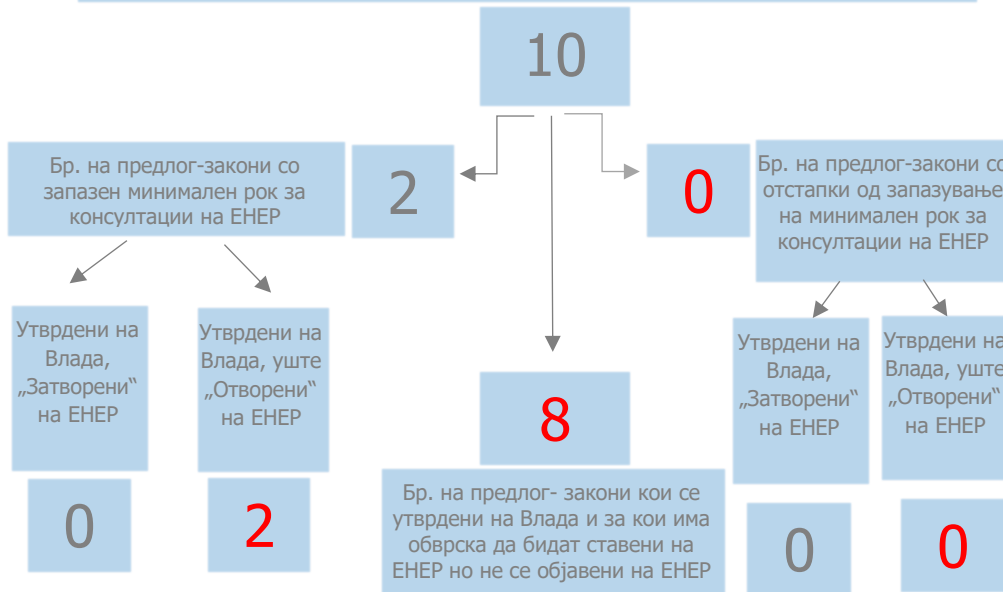 10
Бр. на предлог-закони со
запазен минимален рок за
консултации на ЕНЕР
2
0
Бр. на предлог-закони со
отстапки од запазување
на минимален рок за
консултации на ЕНЕР
Утврдени на
Влада,
„Затворени“
на ЕНЕР
0
Утврдени на
Влада, уште
„Отворени“
на ЕНЕР
2
8
Бр. на предлог- закони кои се
утврдени на Влада и за кои има
обврска да бидат ставени на
ЕНЕР но не се објавени на ЕНЕР
Утврдени на
Влада,
„Затворени“
на ЕНЕР
0
Утврдени на
Влада, уште
„Отворени“
на ЕНЕР
0